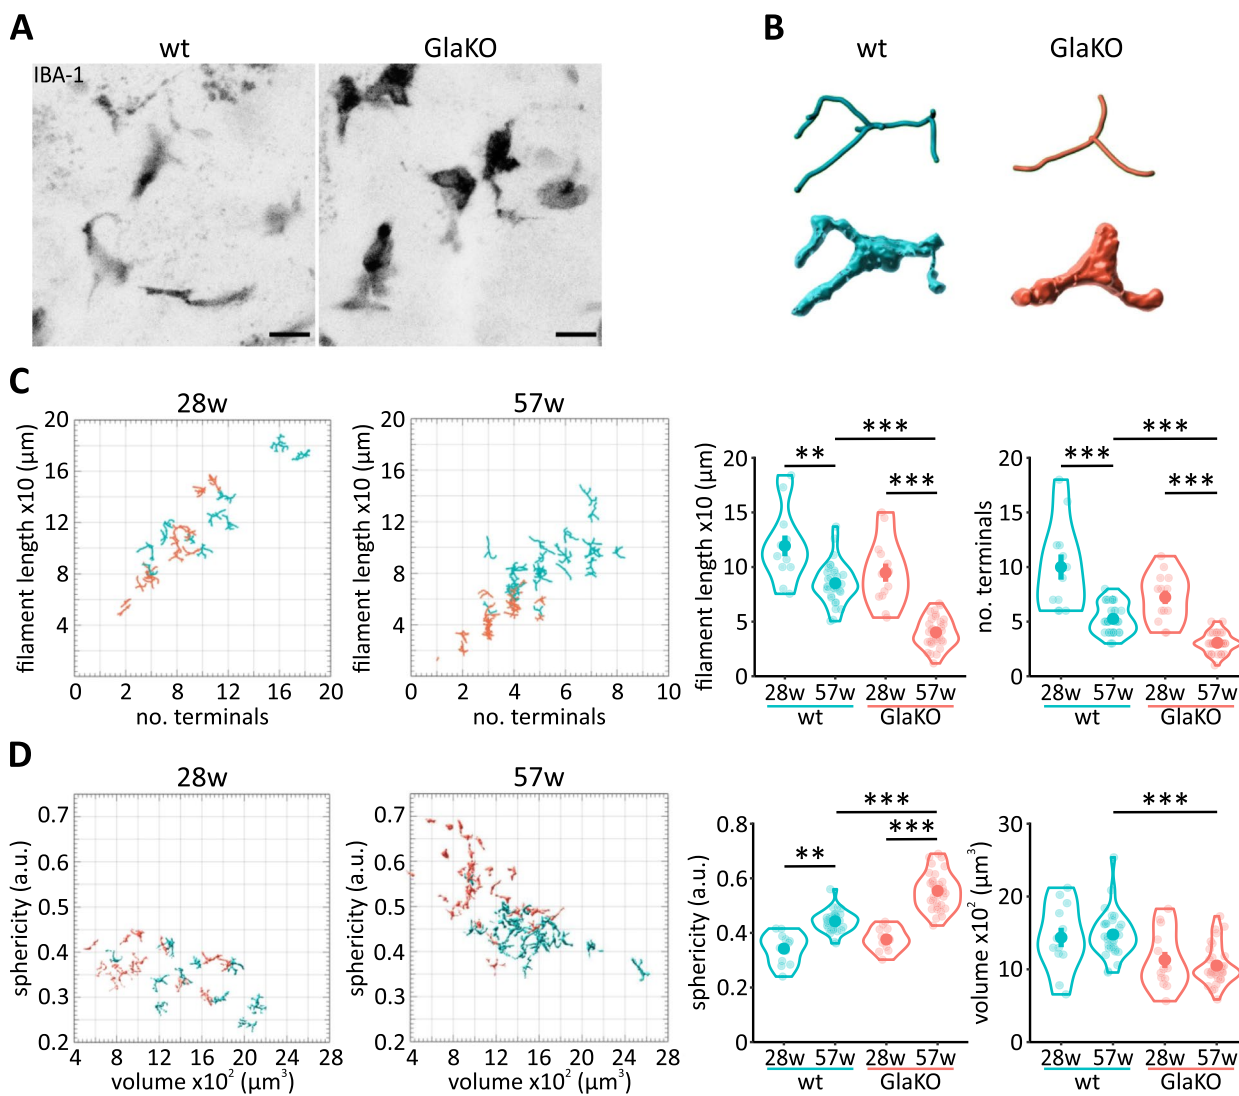 A
wt
GlaKO
IBA-1
B
wt
GlaKO
C
28w
filament length x10 (µm)
20
16
12
8
4
0 2 8 12 16 20
no. terminals
57w
filament length x10 (µm)
20
16
12
8
4
0 2 4 6 8 10
no. terminals
filament length x10 (µm)
***
**
***
20
15
10
5
0
28w 57w 28w 57w
wt GlaKO
no. terminals
***
***
***
20
15
10
5
0
28w 57w 28w 57w
wt GlaKO
D
28w
sphericity (a.u.)
0.7
0.6
0.5
0.4
0.3
0.2
4 8 12 16 20 24 28
volume x10² (µm³)
57w
sphericity (a.u.)
0.7
0.6
0.5
0.4
0.3
0.2
4 8 12 16 20 24 28
volume x10² (µm³)
sphericity (a.u.)
***
***
**
0.8
0.6
0.4
0.2
0
28w 57w 28w 57w
wt GlaKO
volume x10² (µm³)
***
30
20
10
0
28w 57w 28w 57w
wt GlaKO